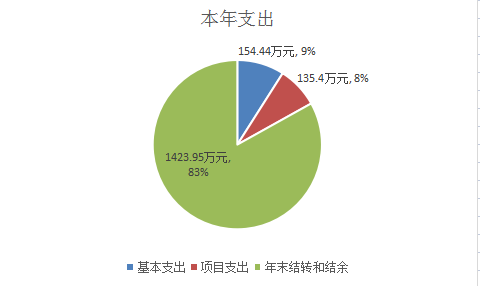 本年支出
154.44万元, 9%
135.4万元, 8%
1423.95万元,
83%
基本支出 项目支出 年末结转和结余